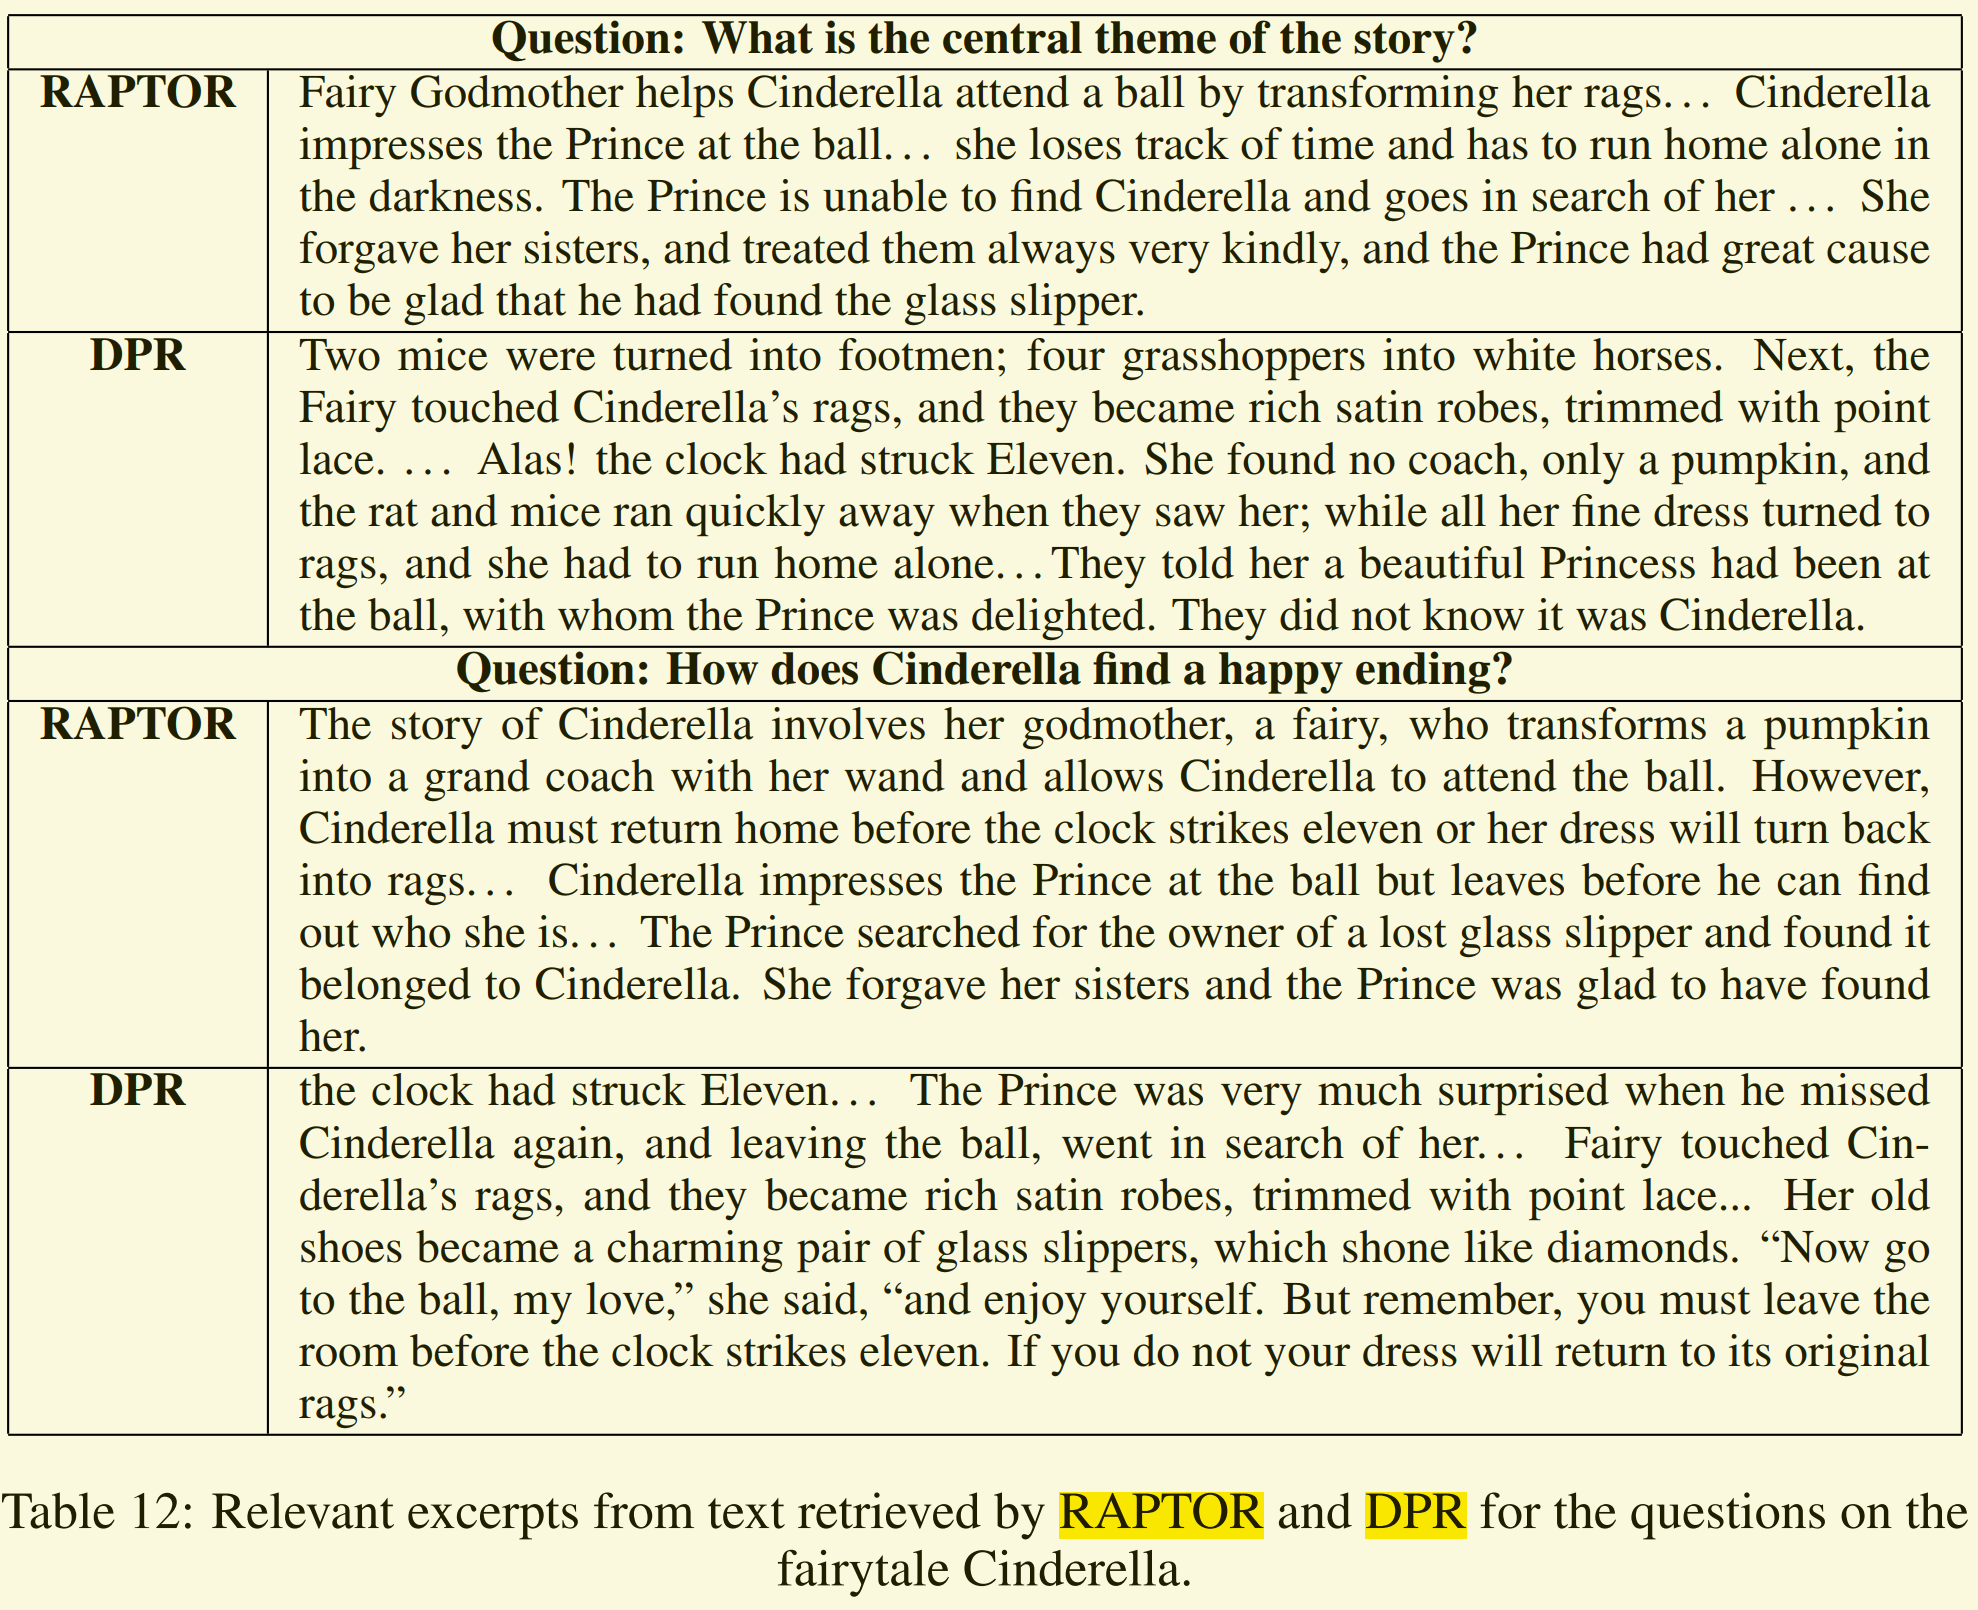 Question: What is the central theme of the story?
RAPTOR
Fairy Godmother helps Cinderella attend a ball by transforming her rags... Cinderella
impresses the Prince at the ball... she loses track of time and has to run home alone in
the darkness. The Prince is unable to find Cinderella and goes in search of her ... She
forgave her sisters, and treated them always very kindly, and the Prince had great cause
to be glad that he had found the glass slipper.
DPR
Two mice were turned into footmen; four grasshoppers into white horses. Next, the
Fairy touched Cinderella's rags, and they became rich satin robes, trimmed with point
lace. ... Alas! the clock had struck Eleven. She found no coach, only a pumpkin, and
the rat and mice ran quickly away when they saw her; while all her fine dress turned to
rags, and she had to run home alone...They told her a beautiful Princess had been at
the ball, with whom the Prince was delighted. They did not know it was Cinderella.
Question: How does Cinderella find a happy ending?
RAPTOR
The story of Cinderella involves her godmother, a fairy, who transforms a pumpkin
into a grand coach with her wand and allows Cinderella to attend the ball. However,
Cinderella must return home before the clock strikes eleven or her dress will turn back
into rags... Cinderella impresses the Prince at the ball but leaves before he can find
out who she is... The Prince searched for the owner of a lost glass slipper and found it
belonged to Cinderella. She forgave her sisters and the Prince was glad to have found
her.
DPR
the clock had struck Eleven... The Prince was very much surprised when he missed
Cinderella again, and leaving the ball, went in search of her... Fairy touched Cin-
derella's rags, and they became rich satin robes, trimmed with point lace... Her old
shoes became a charming pair of glass slippers, which shone like diamonds. “Now go
to the ball, my love,” she said, “and enjoy yourself. But remember, you must leave the
room before the clock strikes eleven. If you do not your dress will return to its original
rags.”
Table 12: Relevant excerpts from text retrieved by RAPTOR and DPR for the questions on the
fairytale Cinderella.